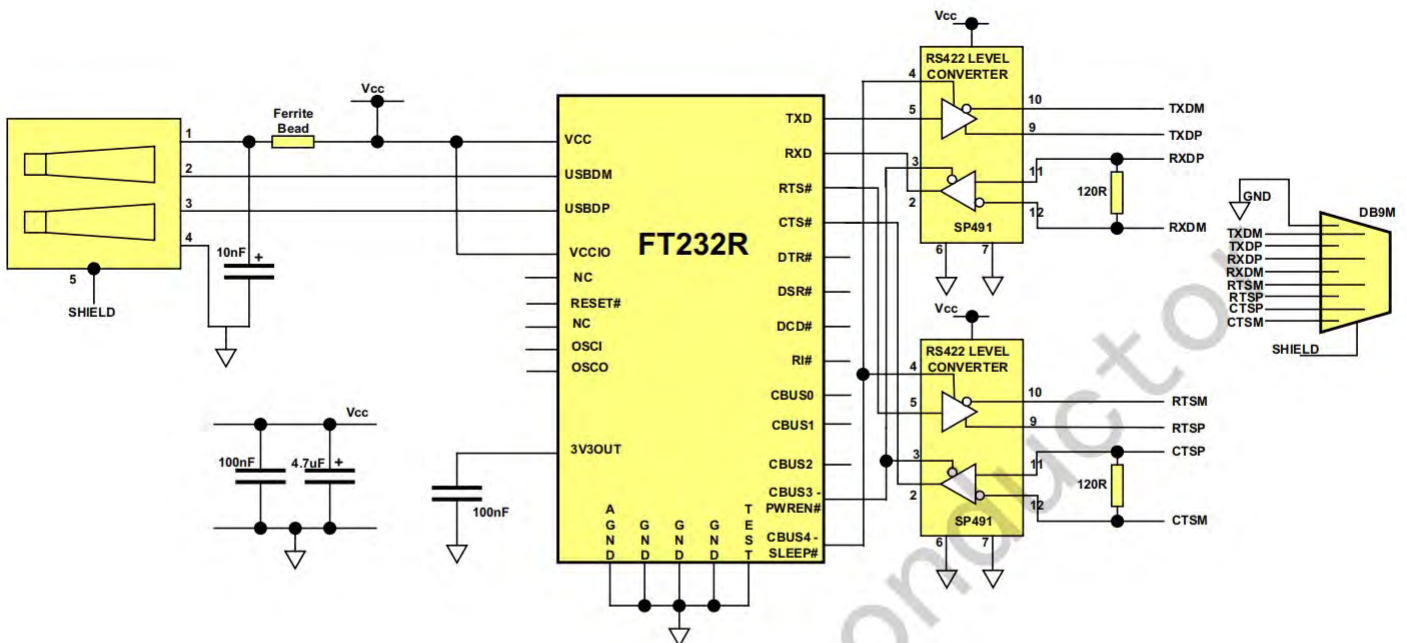 1
2
3
4
5
SHIELD
Ferrite
Bead
Vcc
10nF
+
Vcc
100nF
4.7uF
+
100nF
FT232R
VCC
USBDM
USBDP
VCCIO
NC
RESET#
NC
OSCI
OSCO
3V3OUT
AGND
GND
GND
GND
TEST
TXD
RXD
RTS#
CTS#
DTR#
DSR#
DCD#
RI#
CBUS0
CBUS1
CBUS2
CBUS3 -
PWREN#
CBUS4 -
SLEEP#
Vcc
RS422 LEVEL
CONVERTER
4
5
3
2
10
9
11
12
SP491
6
7
TXDM
TXDP
RXDP
120R
RXDM
Vcc
RS422 LEVEL
CONVERTER
4
5
3
2
10
9
11
12
SP491
6
7
RTSM
RTSP
CTSP
120R
CTSM
GND
DB9M
TXDM
TXDP
RXDP
RXDM
RTSM
RTSP
CTSP
CTSM
SHIELD
onductor